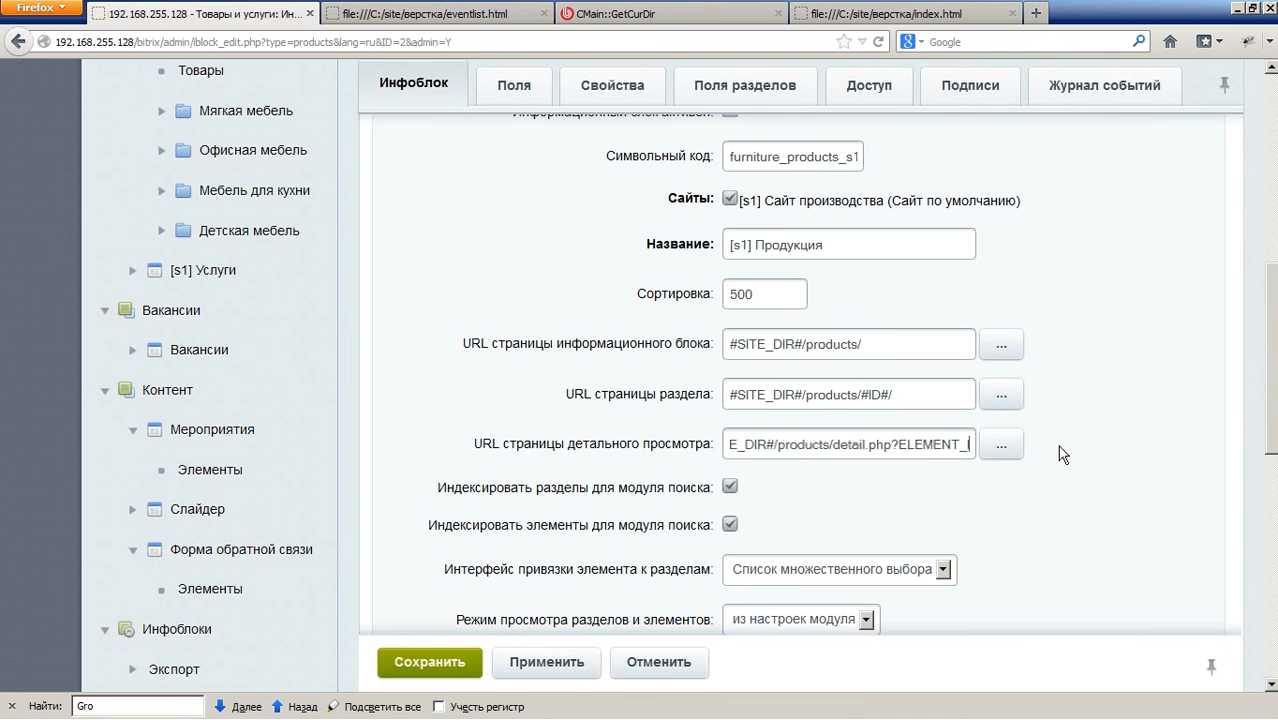 Firefox
192.168.255.128 - Товары и услуги: Ин...
file:///C:/site/верстка/eventlist.html
CMain::GetCurDir
file:///C:/site/верстка/index.html
192.168.255.128/bitrix/admin/iblock_edit.php?type=products&lang=ru&ID=2&admin=Y
Google
Товары
Мягкая мебель
Офисная мебель
Мебель для кухни
Детская мебель
[s1] Услуги
Вакансии
Вакансии
Контент
Мероприятия
Элементы
Слайдер
Форма обратной связи
Элементы
Инфоблоки
Экспорт
Инфоблок
Поля
Свойства
Поля разделов
Доступ
Подписи
Журнал событий
Информационный блок активен:
Символьный код: furniture_products_s1
Сайты: [s1] Сайт производства (Сайт по умолчанию)
Название: [s1] Продукция
Сортировка: 500
URL страницы информационного блока: #SITE_DIR#/products/ ...
URL страницы раздела: #SITE_DIR#/products/#ID#/ ...
URL страницы детального просмотра: E_DIR#/products/detail.php?ELEMENT_I ...
Индексировать разделы для модуля поиска:
Индексировать элементы для модуля поиска:
Интерфейс привязки элемента к разделам: Список множественного выбора
Режим просмотра разделов и элементов: из настроек модуля
Сохранить
Применить
Отменить
Найти: Gro
Далее
Назад
Подсветить все
Учесть регистр